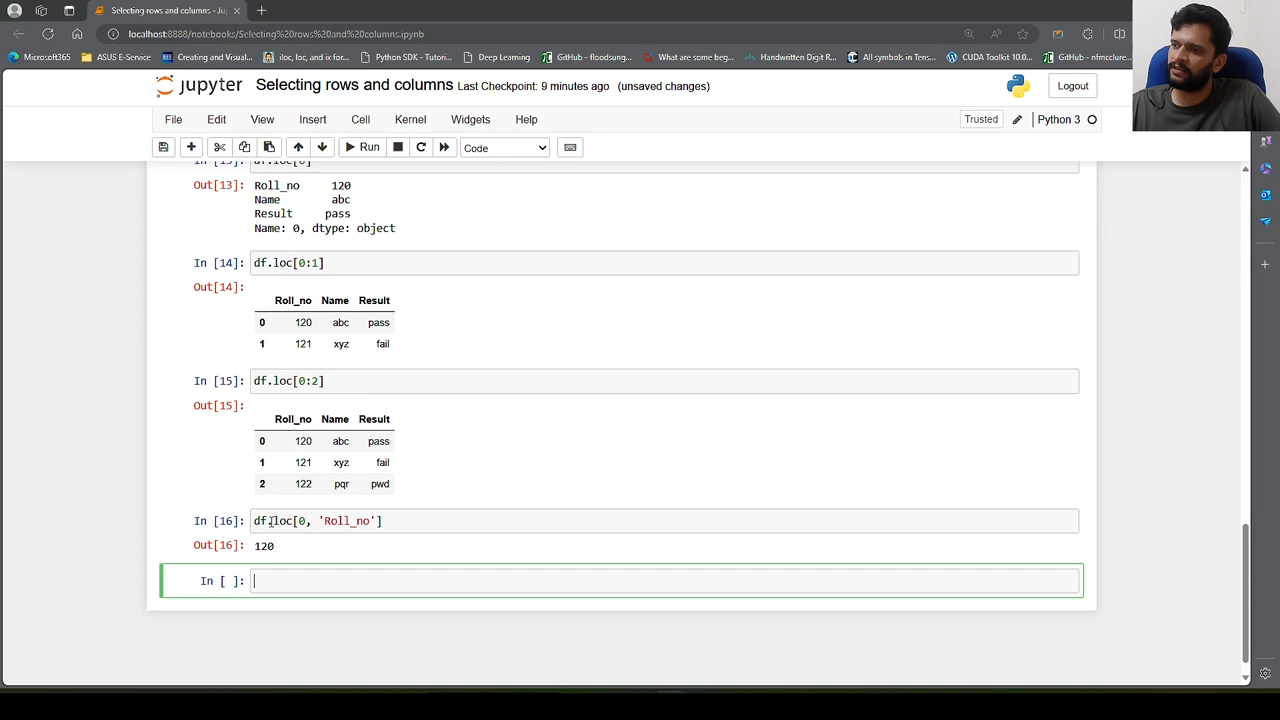 Selecting rows and columns - Ju
localhost:8888/notebooks/Selecting%20rows%20and%20columns.ipynb
Microsoft365
ASUS E-Service
Creating and Visual...
iloc, loc, and ix for...
Python SDK - Tutori...
Deep Learning
GitHub - floodsung...
What are some beg...
Handwritten Digit R...
All symbols in Tens...
CUDA Toolkit 10.0...
GitHub - nfmcclure...
jupyter Selecting rows and columns Last Checkpoint: 9 minutes ago (unsaved changes)
Logout
File Edit View Insert Cell Kernel Widgets Help
Trusted
Python 3
Run
Code
In [13]: df.loc[0]
Out[13]: Roll_no 120
Name abc
Result pass
Name: 0, dtype: object
In [14]: df.loc[0:1]
Out[14]:
Roll_no Name Result
0 120 abc pass
1 121 xyz fail
In [15]: df.loc[0:2]
Out[15]:
Roll_no Name Result
0 120 abc pass
1 121 xyz fail
2 122 pqr pwd
In [16]: df.loc[0, 'Roll_no']
Out[16]: 120
In [ ]: